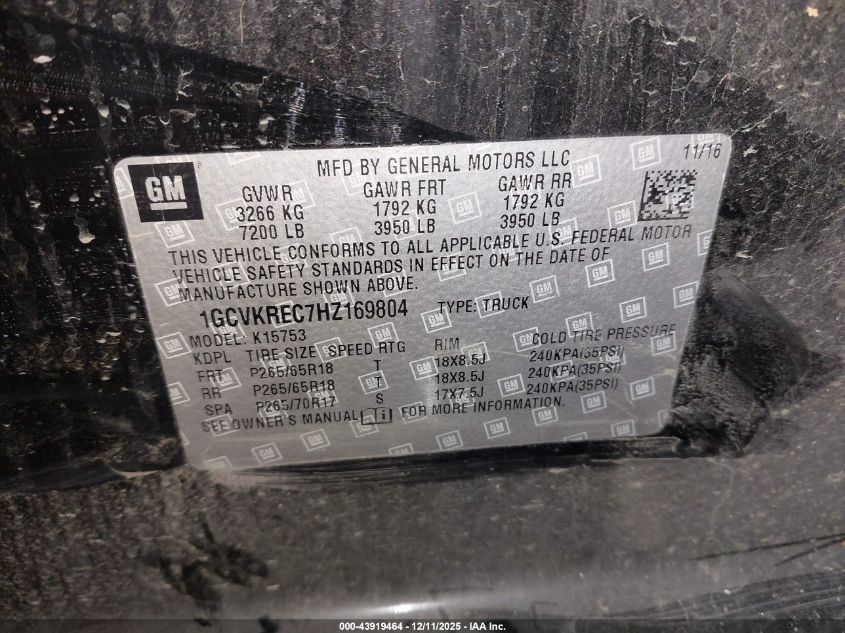 GM
MFD BY GENERAL MOTORS LLC
11/16
GVWR GAWR FRT GAWR RR
3266 KG 1792 KG 1792 KG
7200 LB 3950 LB 3950 LB
THIS VEHICLE CONFORMS TO ALL APPLICABLE U.S. FEDERAL MOTOR
VEHICLE SAFETY STANDARDS IN EFFECT ON THE DATE OF
MANUFACTURE SHOWN ABOVE.
1GCVKREC7HZ169804 TYPE: TRUCK
MODEL: K15753
KDPL TIRE SIZE SPEED RTG RIM COLD TIRE PRESSURE
FRT P265/65R18 T 18X8.5J 240KPA(35PSI)
RR P265/65R18 T 18X8.5J 240KPA(35PSI)
SPA P265/70R17 S 17X7.5J 240KPA(35PSI)
SEE OWNER'S MANUAL i FOR MORE INFORMATION.
000-43919464 - 12/11/2025 - IAA Inc.